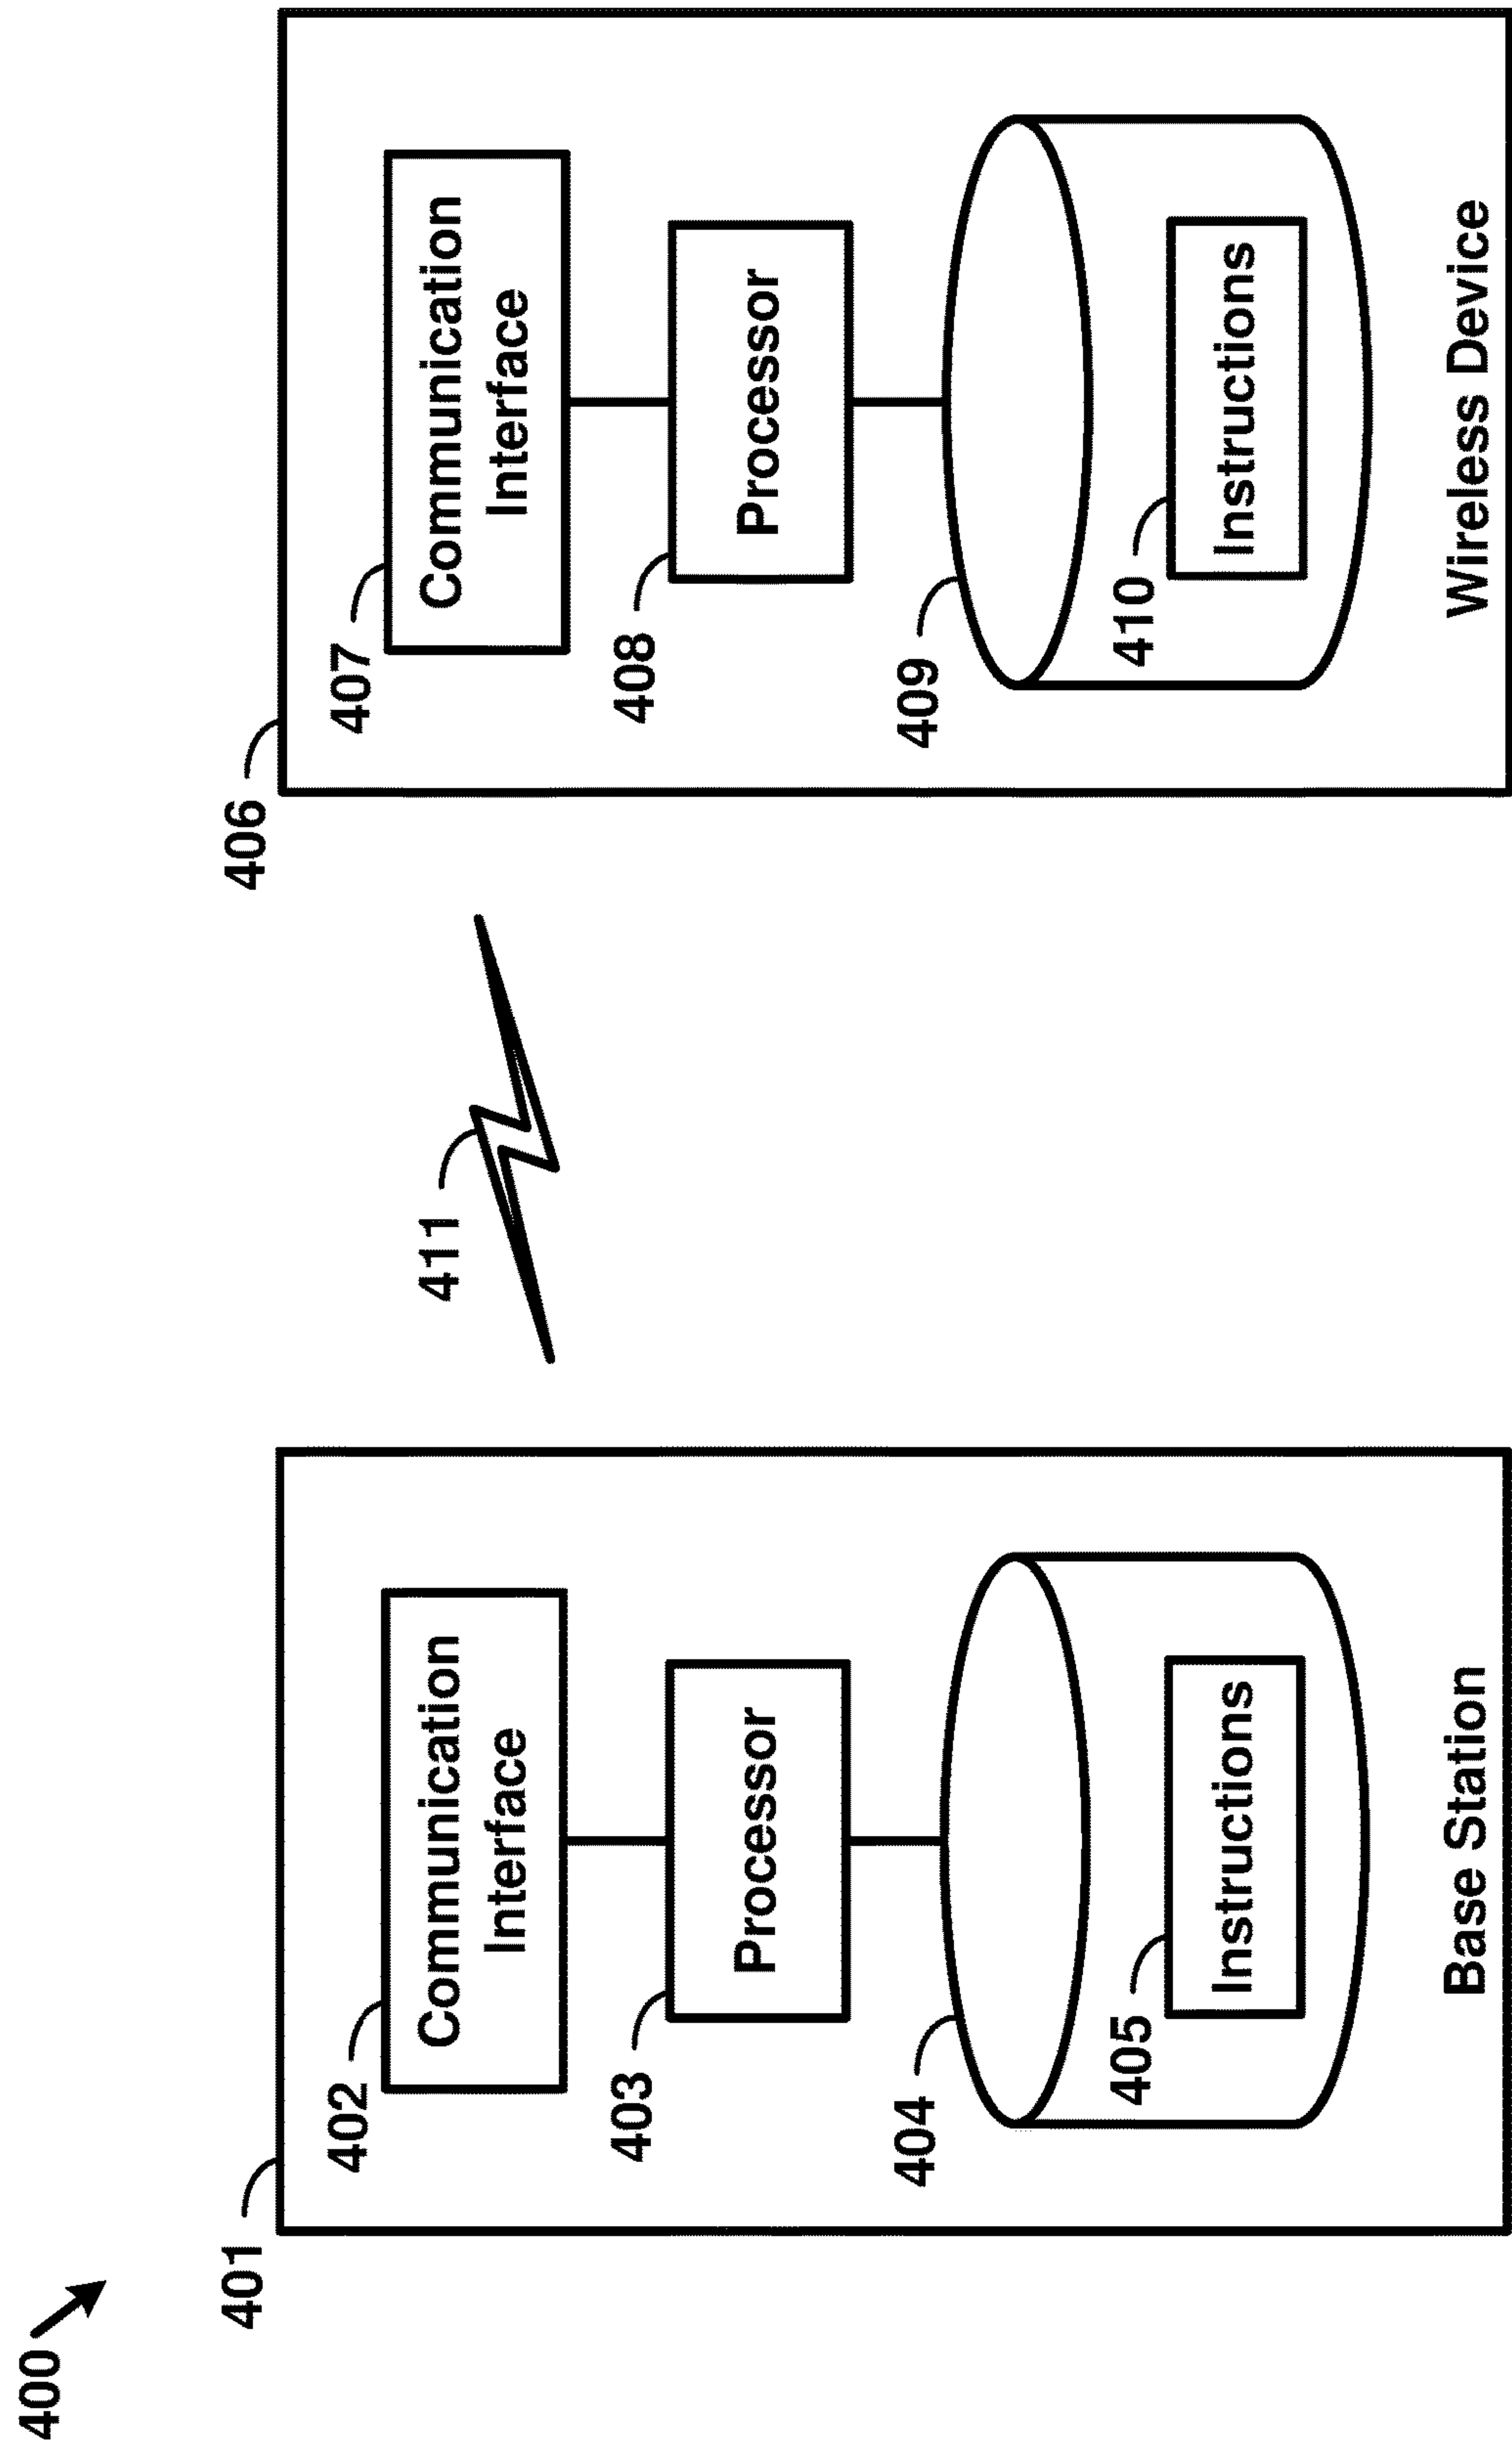 400
401
402
Communication
Interface
403
Processor
404
405
Instructions
Base Station
411
406
407
Communication
Interface
408
Processor
409
410
Instructions
Wireless Device